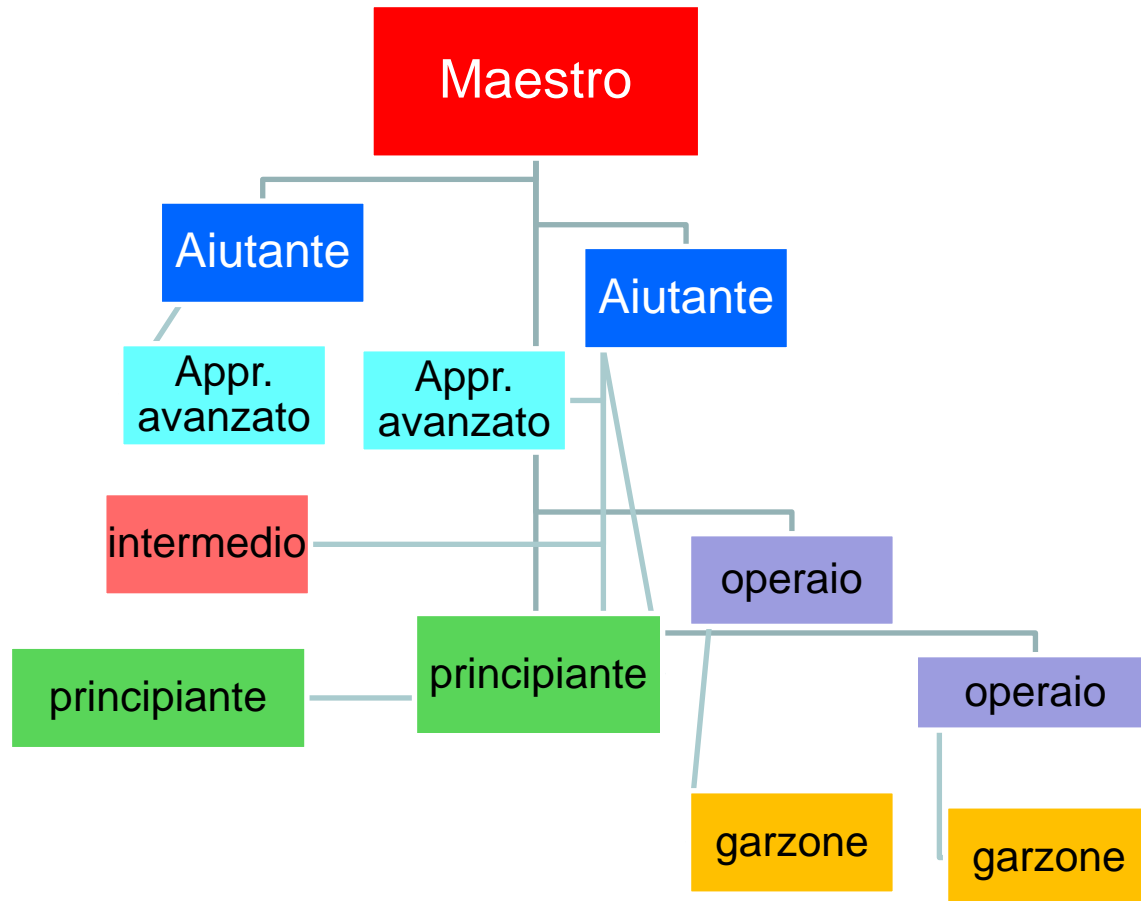 Maestro
Aiutante
Aiutante
Appr.
avanzato
Appr.
avanzato
intermedio
operaio
principiante
principiante
operaio
garzone
garzone